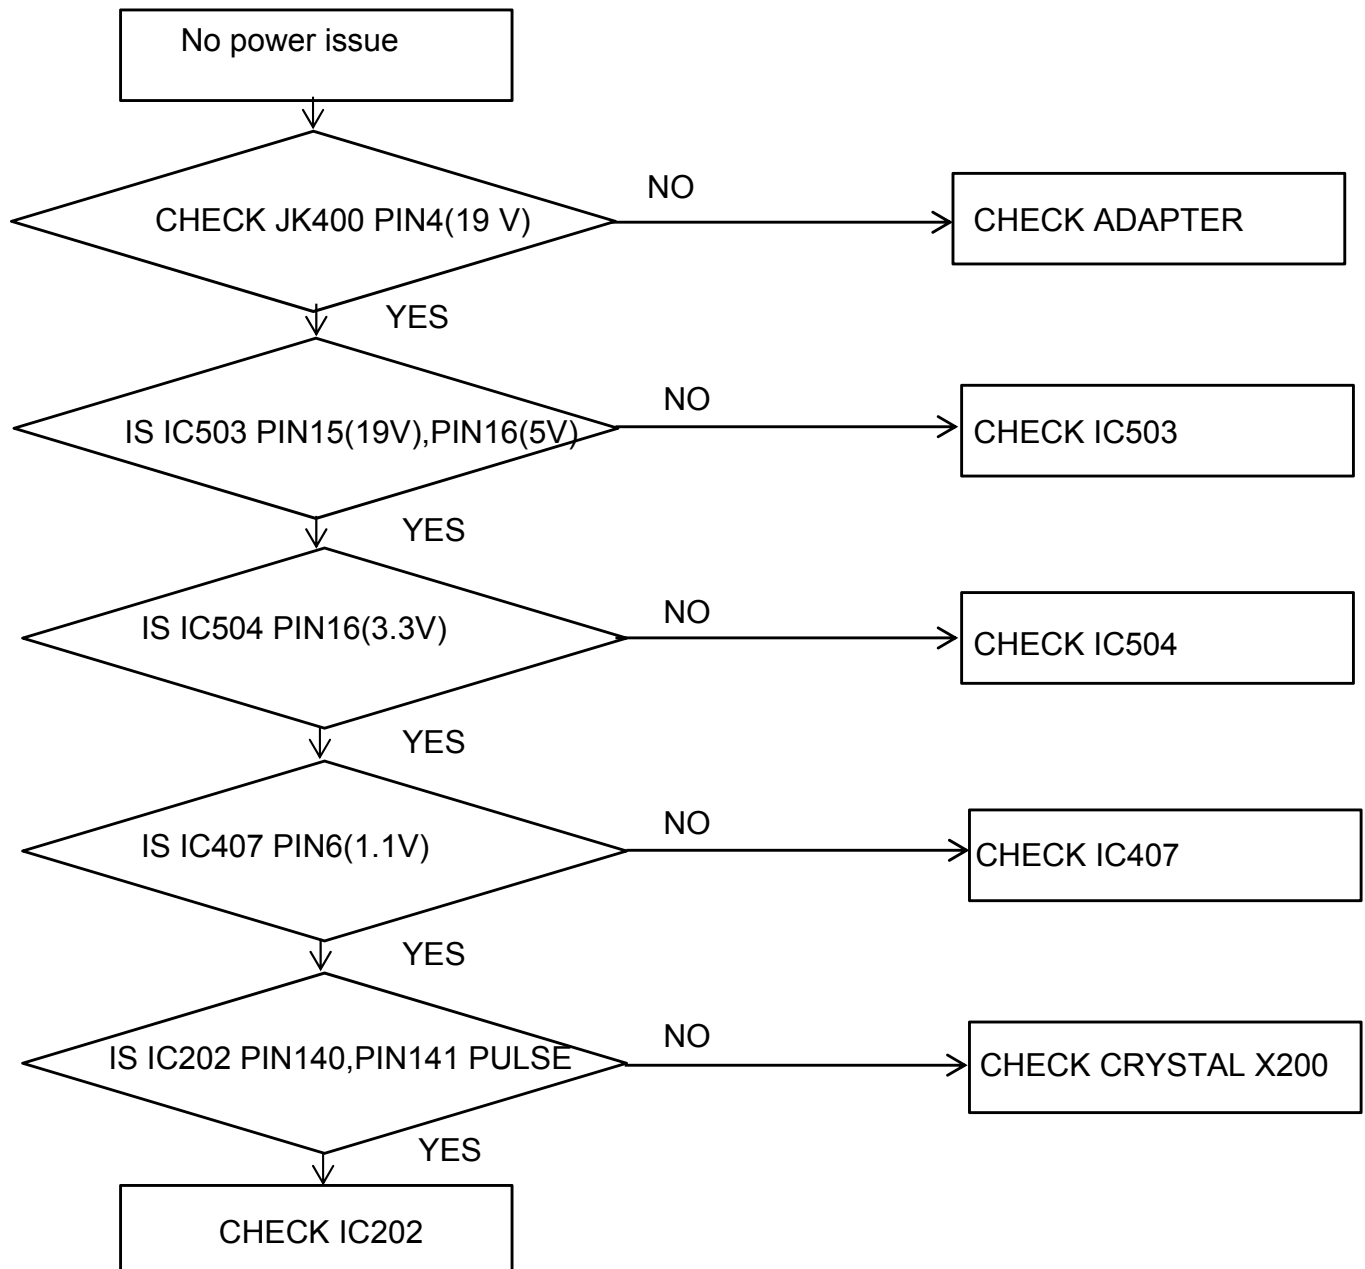 No power issue
CHECK JK400 PIN4(19 V)
NO
CHECK ADAPTER
YES
IS IC503 PIN15(19V),PIN16(5V)
NO
CHECK IC503
YES
IS IC504 PIN16(3.3V)
NO
CHECK IC504
YES
IS IC407 PIN6(1.1V)
NO
CHECK IC407
YES
IS IC202 PIN140,PIN141 PULSE
NO
CHECK CRYSTAL X200
YES
CHECK IC202